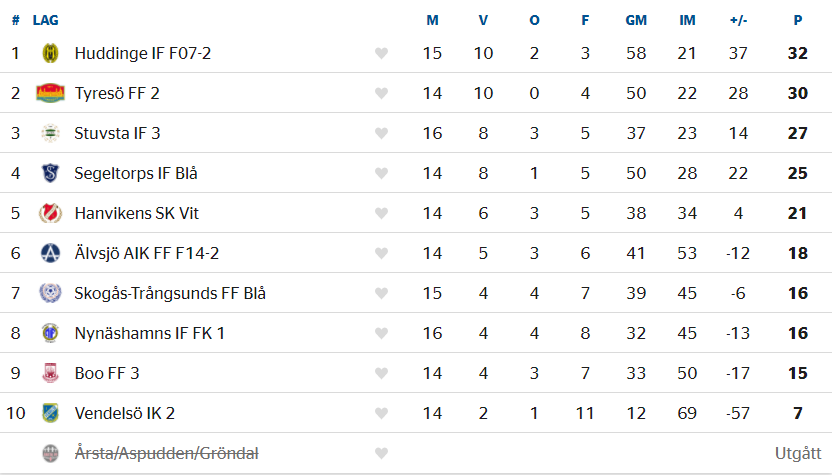 # LAG M V O F GM IM +/- P
1 Huddinge IF F07-2 15 10 2 3 58 21 37 32
2 Tyresö FF 2 14 10 0 4 50 22 28 30
3 Stuvsta IF 3 16 8 3 5 37 23 14 27
4 Segeltorps IF Blå 14 8 1 5 50 28 22 25
5 Hanvikens SK Vit 14 6 3 5 38 34 4 21
6 Älvsjö AIK FF F14-2 14 5 3 6 41 53 -12 18
7 Skogås-Trångsunds FF Blå 15 4 4 7 39 45 -6 16
8 Nynäshamns IF FK 1 16 4 4 8 32 45 -13 16
9 Boo FF 3 14 4 3 7 33 50 -17 15
10 Vendelsö IK 2 14 2 1 11 12 69 -57 7
Årsta/Aspudden/Gröndal Utgått